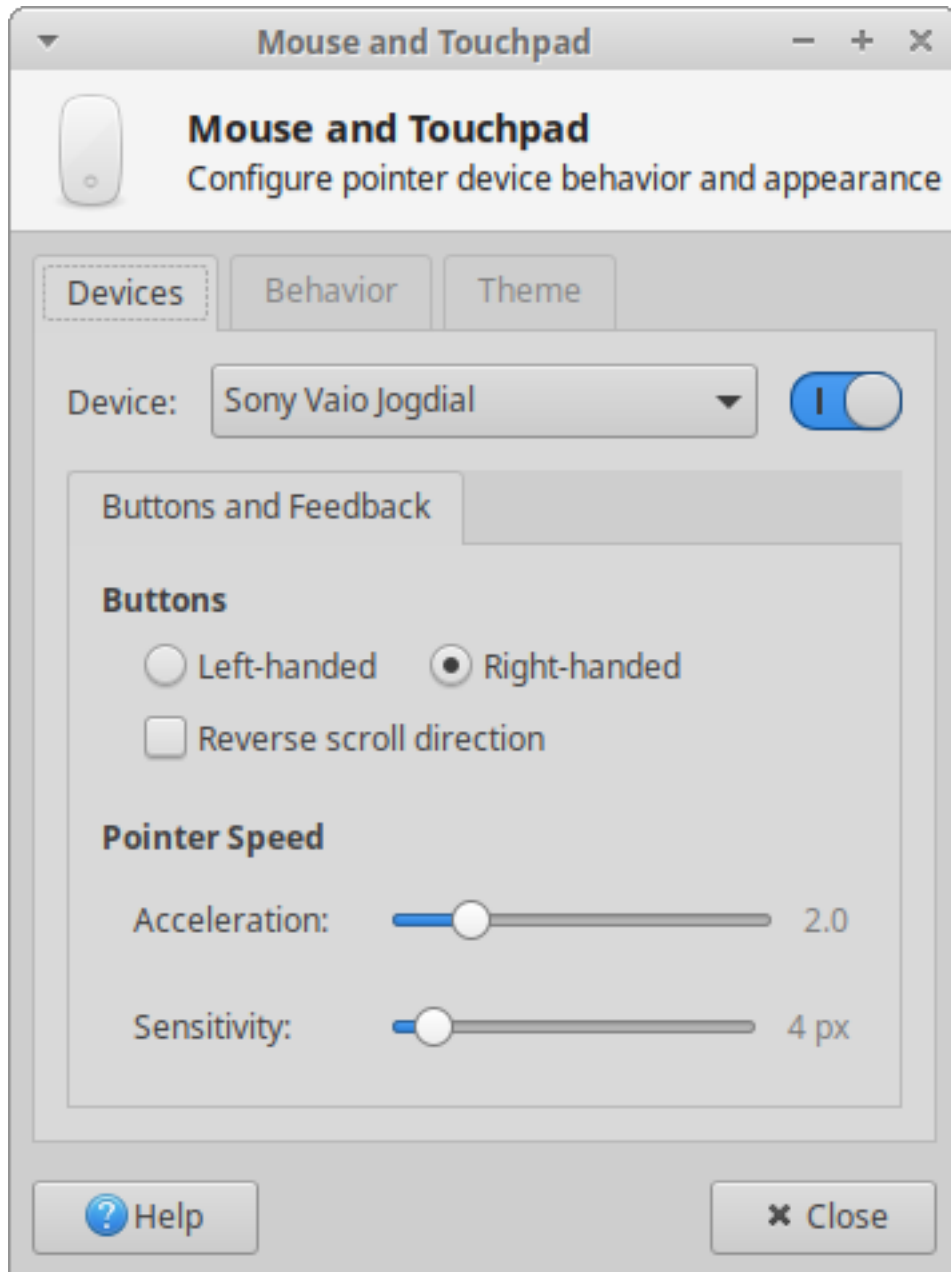 Mouse and Touchpad
Mouse and Touchpad
Configure pointer device behavior and appearance
Devices Behavior Theme
Device: Sony Vaio Jogdial
Buttons and Feedback
Buttons
Left-handed Right-handed
Reverse scroll direction
Pointer Speed
Acceleration: 2.0
Sensitivity: 4 px
Help Close